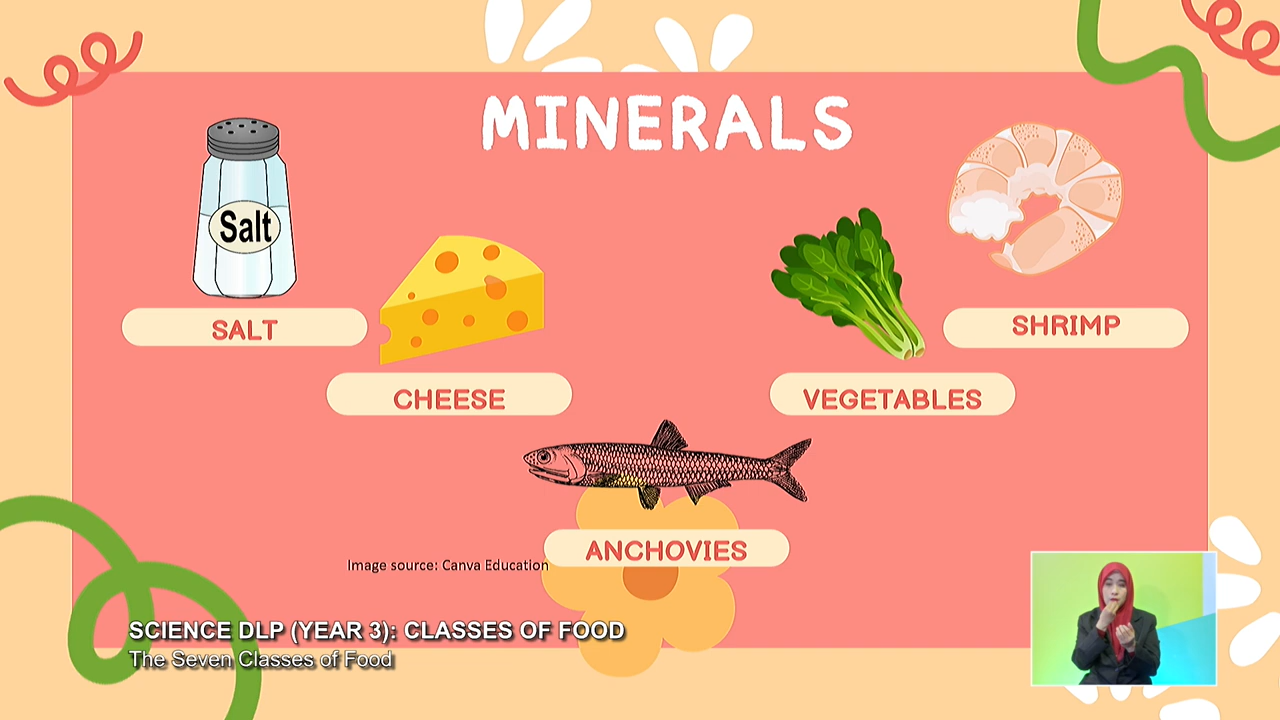 MINERALS
Salt
SALT
SHRIMP
CHEESE
VEGETABLES
ANCHOVIES
Image source: Canva Education
SCIENCE DLP (YEAR 3): CLASSES OF FOOD
The Seven Classes of Food